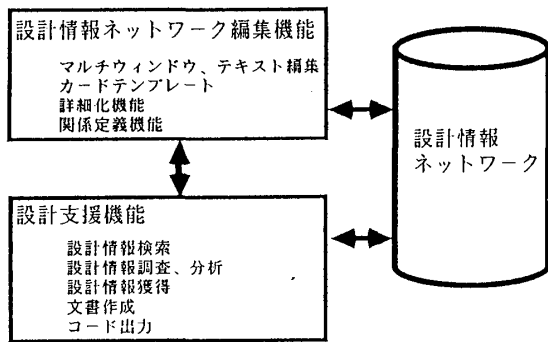 設計情報ネットワーク編集機能
マルチウィンドウ、テキスト編集
カードテンプレート
詳細化機能
関係定義機能
設計情報
ネットワーク
設計支援機能
設計情報検索
設計情報調査、分析
設計情報獲得
文書作成
コード出力